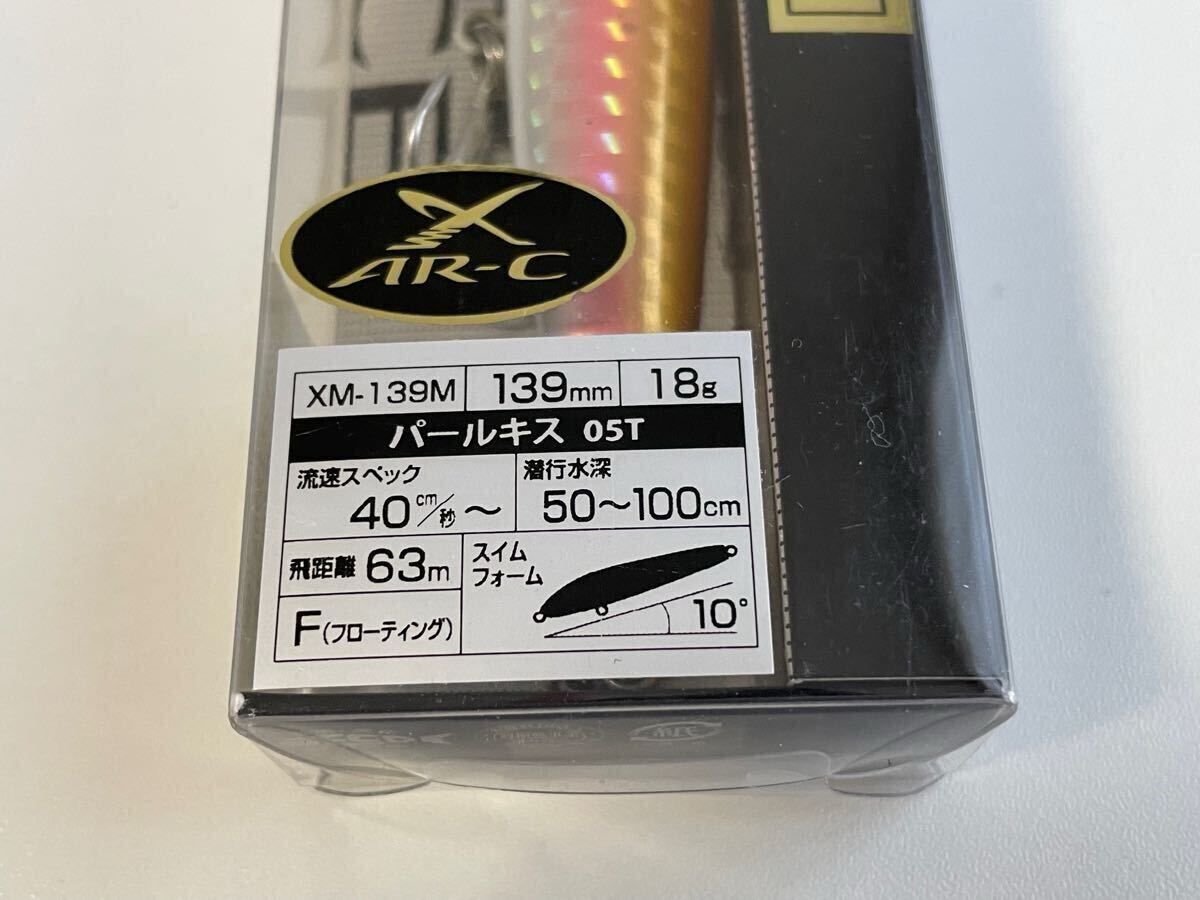 AR-C
XM-139M 139mm 18g
パールキス 05T
流速スペック
40cm/秒～
潜行水深
50～100cm
飛距離 63m
スイム
フォーム
10°
F(フローティング)